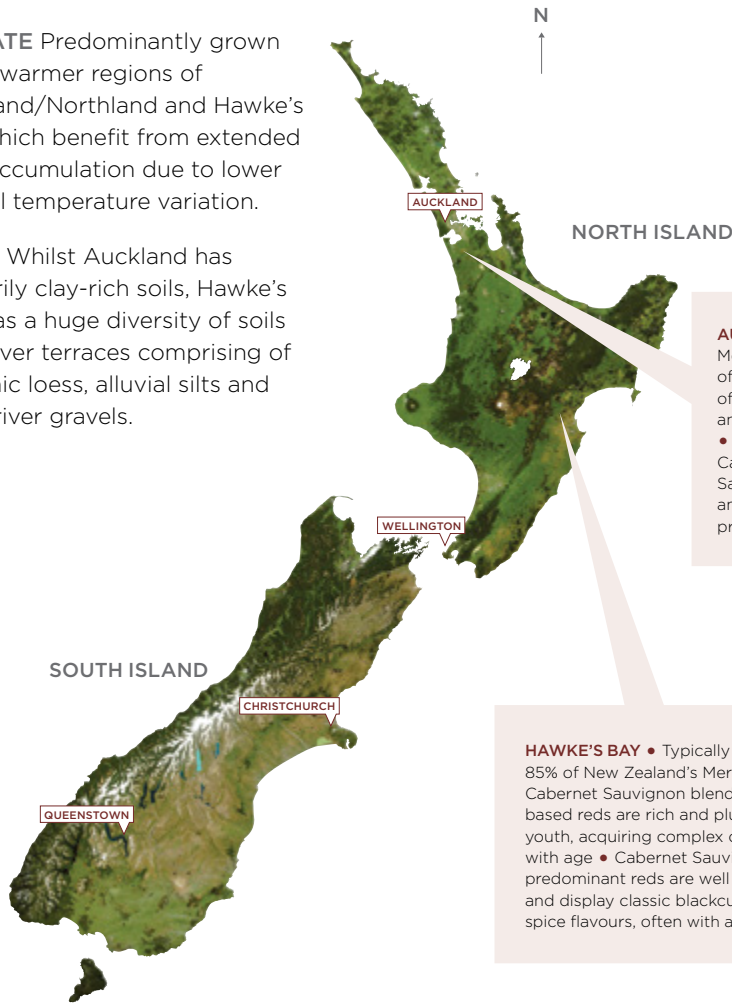 N
ATE Predominantly grown
warmer regions of
and/Northland and Hawke's
hich benefit from extended
ccumulation due to lower
l temperature variation.
Whilst Auckland has
rily clay-rich soils, Hawke's
as a huge diversity of soils
ver terraces comprising of
nic loess, alluvial silts and
river gravels.
AUCKLAND
NORTH ISLAND
AU
M
of
of
an
•
Ca
Sa
an
pr
WELLINGTON
SOUTH ISLAND
CHRISTCHURCH
QUEENSTOWN
HAWKE'S BAY • Typically
85% of New Zealand's Mer
Cabernet Sauvignon blend
based reds are rich and plu
youth, acquiring complex
with age • Cabernet Sauvi
predominant reds are well
and display classic blackcu
spice flavours, often with a